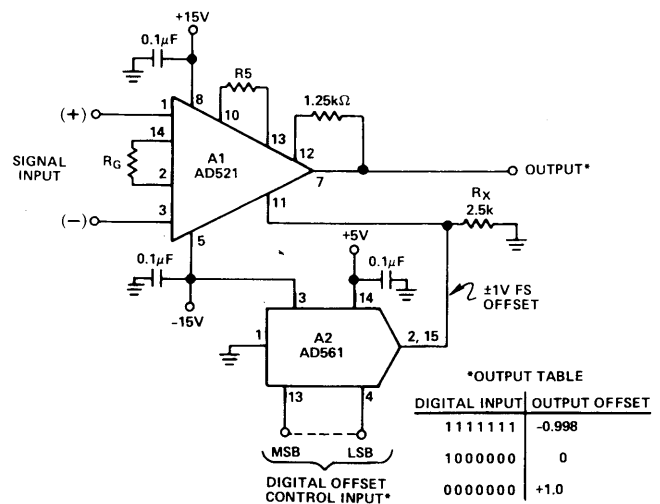 +15V
0.1µF
R5
1.25kΩ
(+)
1
8
10
14
13
12
SIGNAL
INPUT
RG
A1
AD521
7
OUTPUT*
2
11
RX
2.5k
(–)
3
5
+5V
0.1µF
0.1µF
±1V FS
OFFSET
–15V
3
14
1
A2
AD561
2, 15
13
4
MSB
LSB
DIGITAL OFFSET
CONTROL INPUT*
*OUTPUT TABLE
DIGITAL INPUT OUTPUT OFFSET
1111111 –0.998
1000000 0
0000000 +1.0